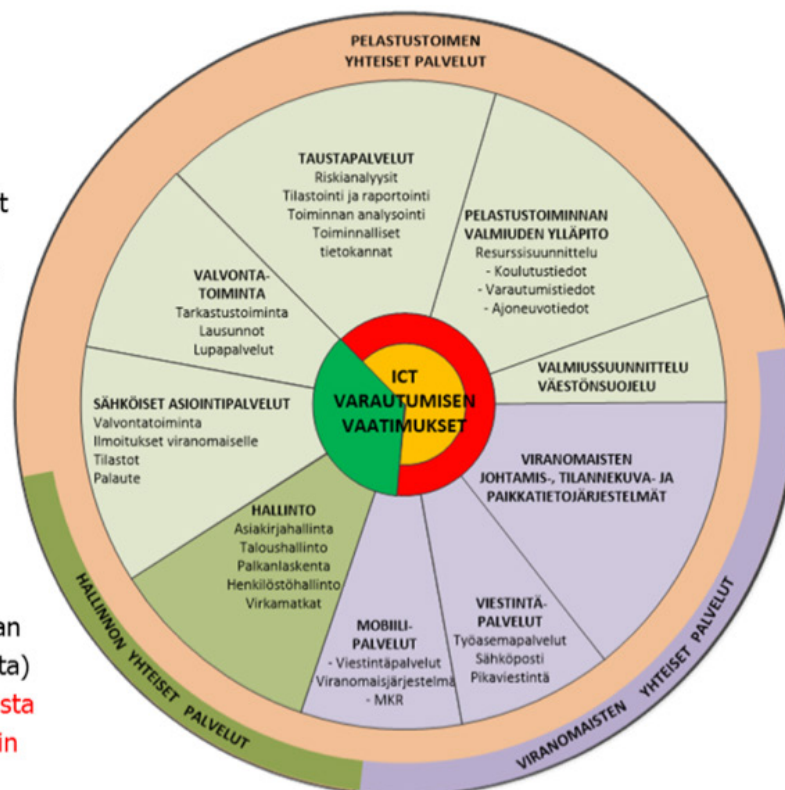 PELASTUSTOIMEN
YHTEISET PALVELUT
TAUSTAPALVELUT
Riskianalyysit
Tilastointi ja raportointi
Toiminnan analysointi
Toiminnalliset
tietokannat
PELASTUSTOIMINNAN
VALMIUDEN YLLÄPITO
Resurssisuunnittelu
- Koulutustiedot
- Varautumistiedot
- Ajoneuvotiedot
VALVONTA-
TOIMINTA
Tarkastustoiminta
Lausunnot
Lupapalvelut
VALMIUSSUUNNITTELU
VÄESTÖNSUOJELU
ICT
VARAUTUMISEN
VAATIMUKSET
SÄHKÖISET ASIOINTIPALVELUT
Valvontatoiminta
Ilmoitukset viranomaiselle
Tilastot
Palaute
VIRANOMAISTEN
JOHTAMIS-, TILANNEKUVA- JA
PAIKKATIETOJÄRJESTELMÄT
HALLINTO
Asiakirjahallinta
Taloushallinto
Palkanlaskenta
Henkilöstöhallinto
Virkamatkat
MOBIILI-
PALVELUT
- Viestintäpalvelut
Viranomaisjärjestelmä
- MKR
VIESTINTÄ-
PALVELUT
Työasemapalvelut
Sähköposti
Pikaviestintä
HALLINNON YHTEISET PALVELUT
VIRANOMAISTEN YHTEISET PALVELUT
t
an
ta)
sta
in